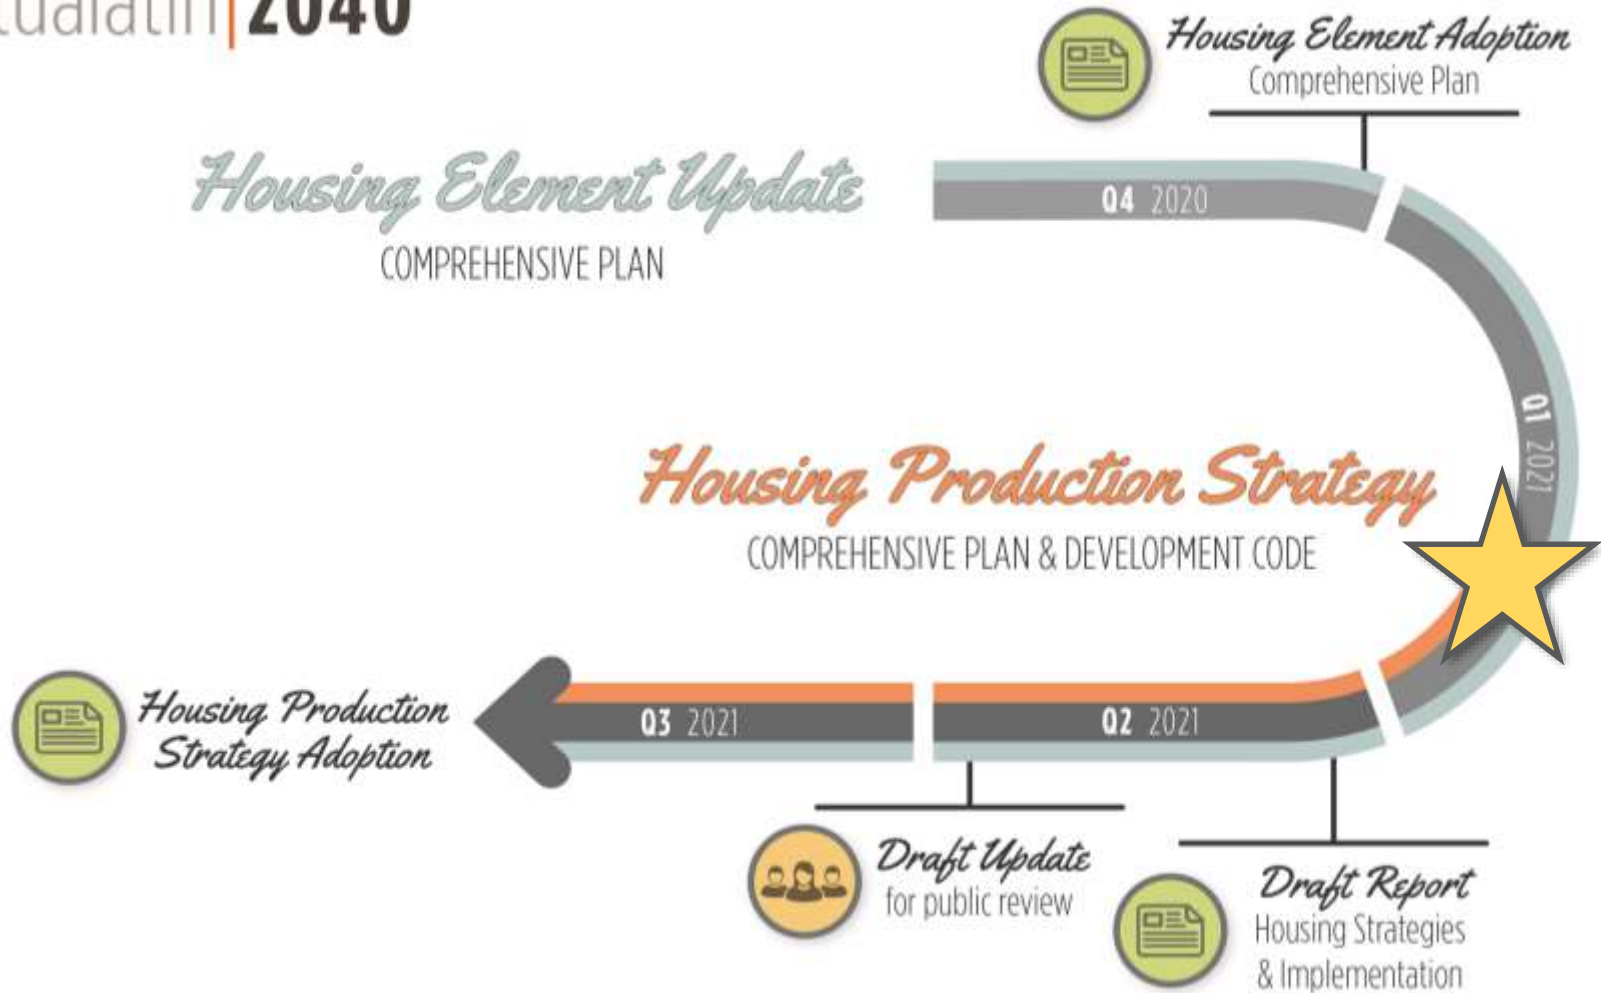 tualatin|2040
Housing Element Adoption
Comprehensive Plan
Housing Element Update
COMPREHENSIVE PLAN
Q4 2020
Q1 2021
Housing Production Strategy
COMPREHENSIVE PLAN & DEVELOPMENT CODE
Housing Production
Strategy Adoption
Q3 2021
Q2 2021
Draft Update
for public review
Draft Report
Housing Strategies
& Implementation